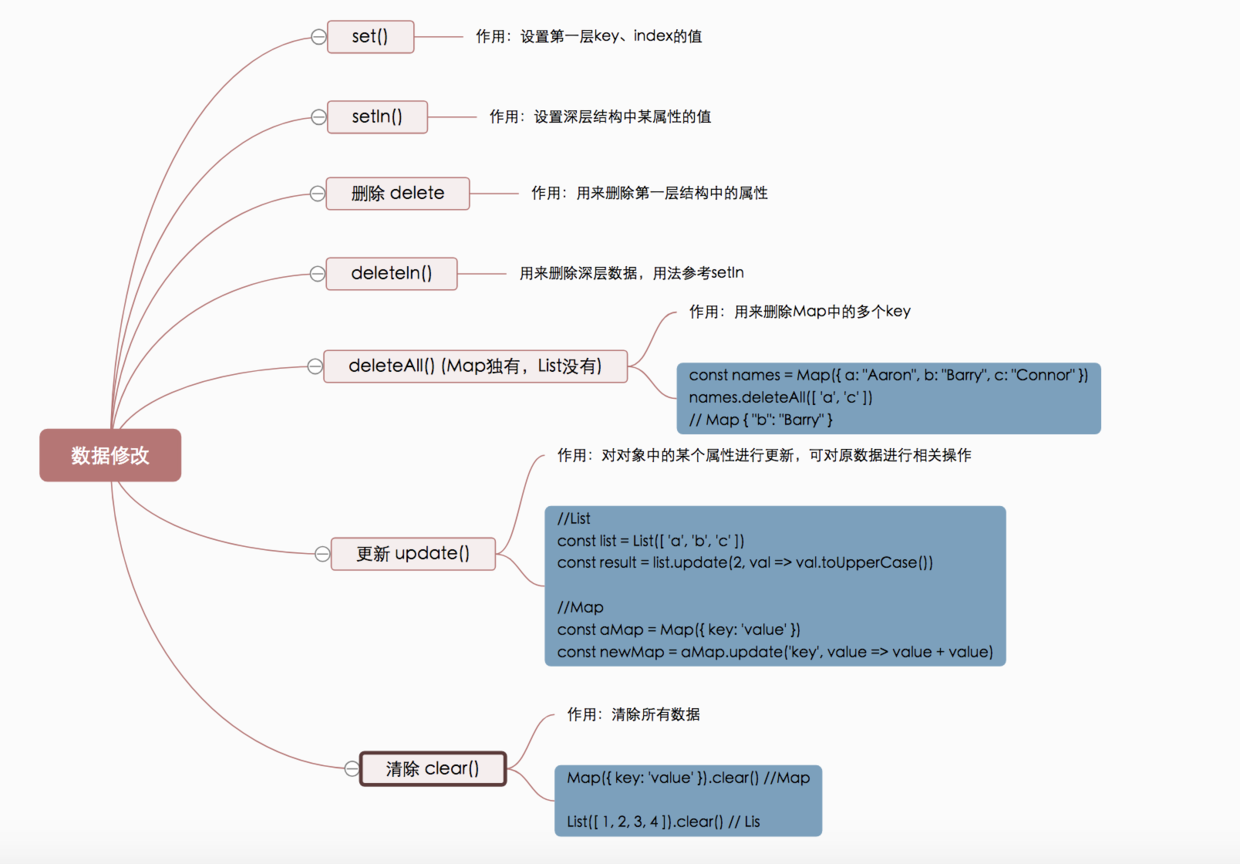 set()
作用：设置第一层key、index的值
setIn()
作用：设置深层结构中某属性的值
删除 delete
作用：用来删除第一层结构中的属性
deleteIn()
用来删除深层数据，用法参考setIn
deleteAll() (Map独有，List没有)
作用：用来删除Map中的多个key
const names = Map({ a: "Aaron", b: "Barry", c: "Connor" })
names.deleteAll([ 'a', 'c' ])
// Map { "b": "Barry" }
数据修改
更新 update()
作用：对对象中的某个属性进行更新，可对原数据进行相关操作
//List
const list = List([ 'a', 'b', 'c' ])
const result = list.update(2, val => val.toUpperCase())
//Map
const aMap = Map({ key: 'value' })
const newMap = aMap.update('key', value => value + value)
清除 clear()
作用：清除所有数据
Map({ key: 'value' }).clear() //Map
List([ 1, 2, 3, 4 ]).clear() // Lis